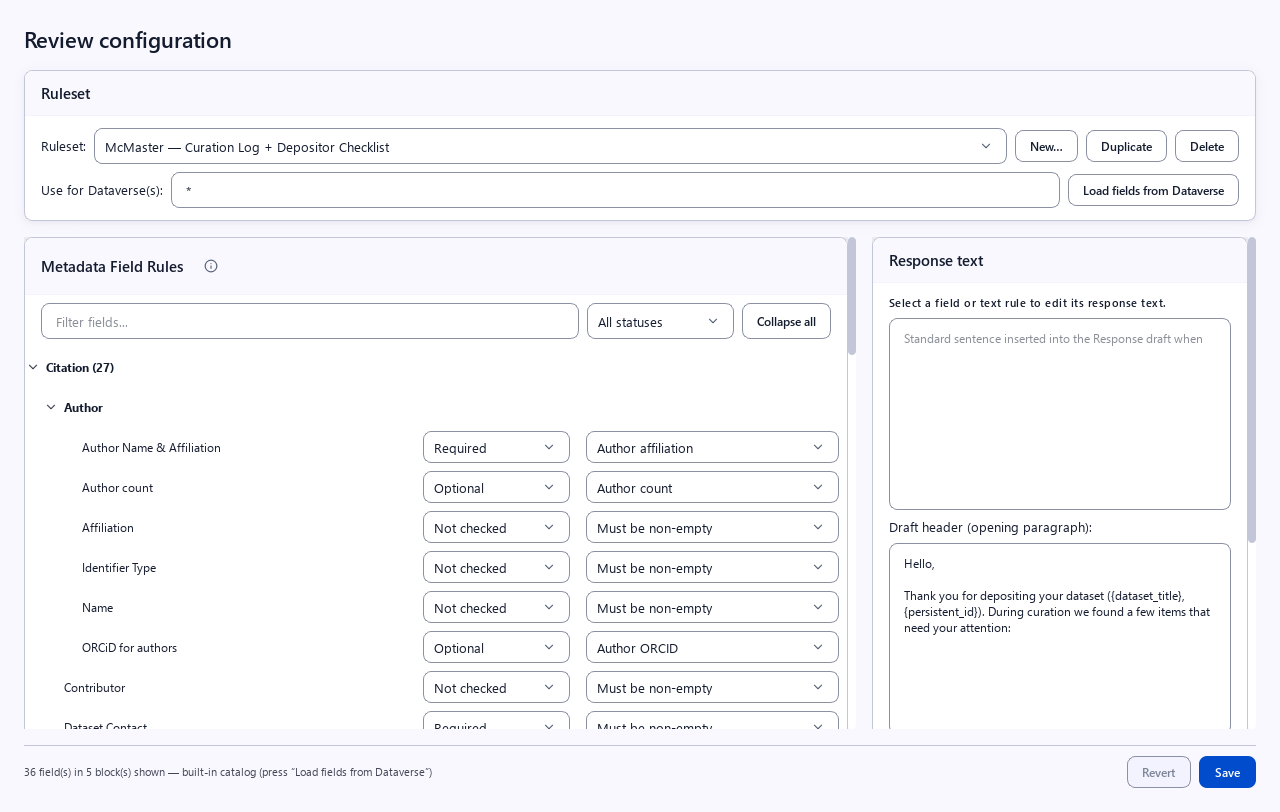 Review configuration
Ruleset
Ruleset: McMaster — Curation Log + Depositor Checklist New... Duplicate Delete
Use for Dataverse(s): * Load fields from Dataverse
Metadata Field Rules
Filter fields... All statuses Collapse all
Citation (27)
Author
Author Name & Affiliation Required Author affiliation
Author count Optional Author count
Affiliation Not checked Must be non-empty
Identifier Type Not checked Must be non-empty
Name Not checked Must be non-empty
ORCiD for authors Optional Author ORCID
Contributor Not checked Must be non-empty
Dataset Contact Required Must be non-empty
Response text
Select a field or text rule to edit its response text.
Standard sentence inserted into the Response draft when
Draft header (opening paragraph):
Hello,
Thank you for depositing your dataset ({dataset_title},
{persistent_id}). During curation we found a few items that
need your attention:
36 field(s) in 5 block(s) shown — built-in catalog (press “Load fields from Dataverse”)
Revert Save